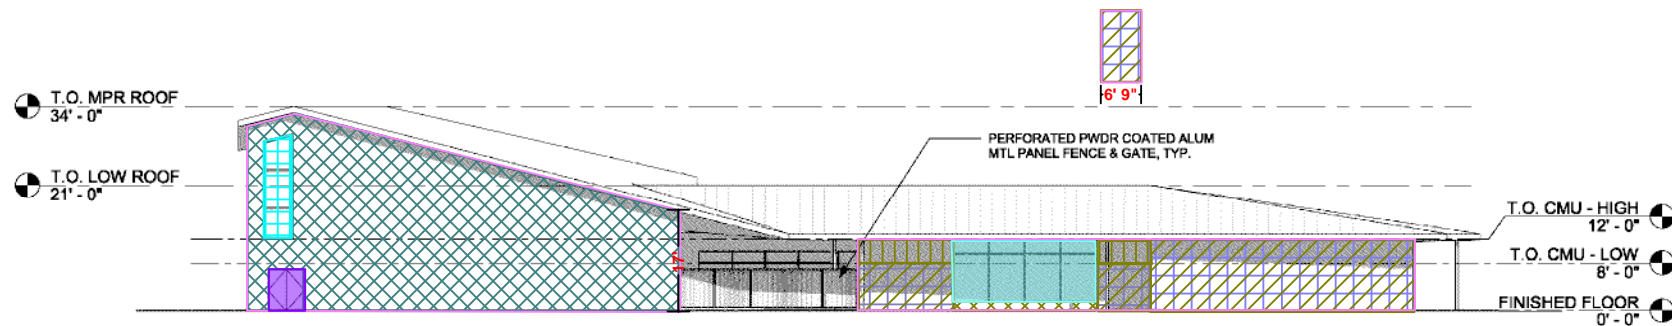 6' 9"
T.O. MPR ROOF
34' - 0"
PERFORATED PWDR COATED ALUM
MTL PANEL FENCE & GATE, TYP.
T.O. LOW ROOF
21' - 0"
T.O. CMU - HIGH
12' - 0"
T.O. CMU - LOW
8' - 0"
17'
FINISHED FLOOR
0' - 0"